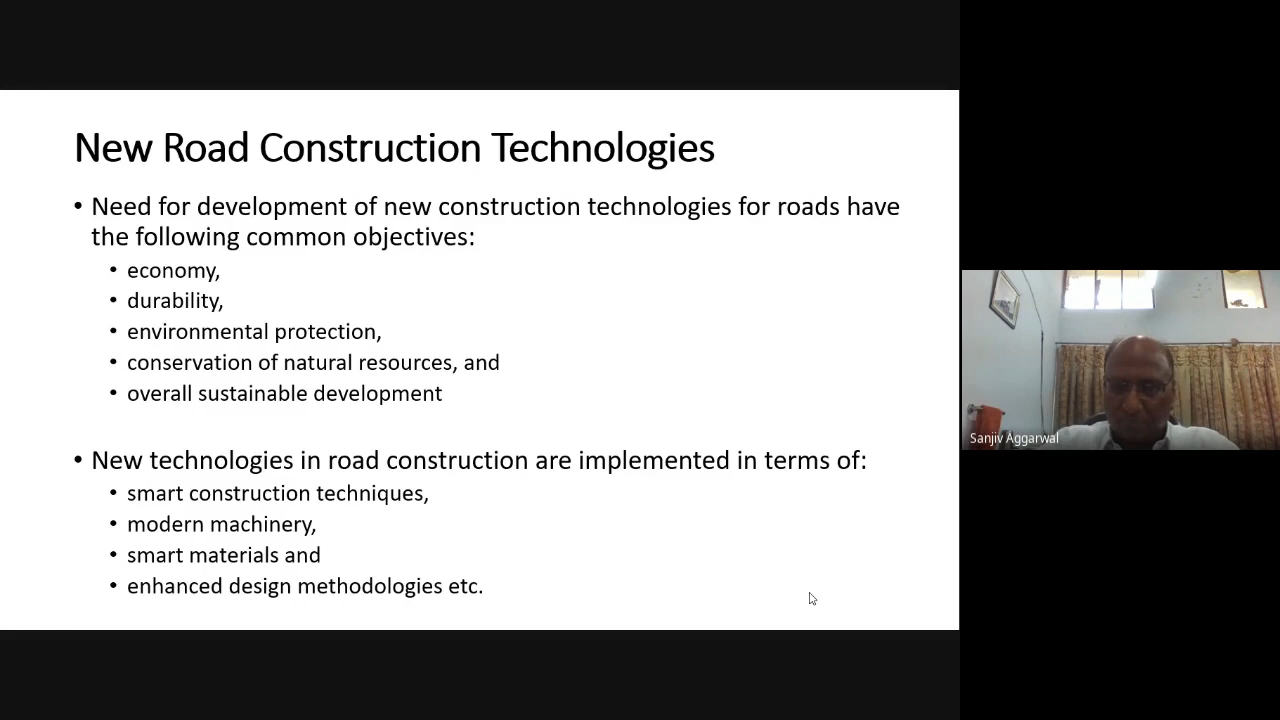 New Road Construction Technologies
• Need for development of new construction technologies for roads have
the following common objectives:
• economy,
• durability,
• environmental protection,
• conservation of natural resources, and
• overall sustainable development
• New technologies in road construction are implemented in terms of:
• smart construction techniques,
• modern machinery,
• smart materials and
• enhanced design methodologies etc.
Sanjiv Aggarwal